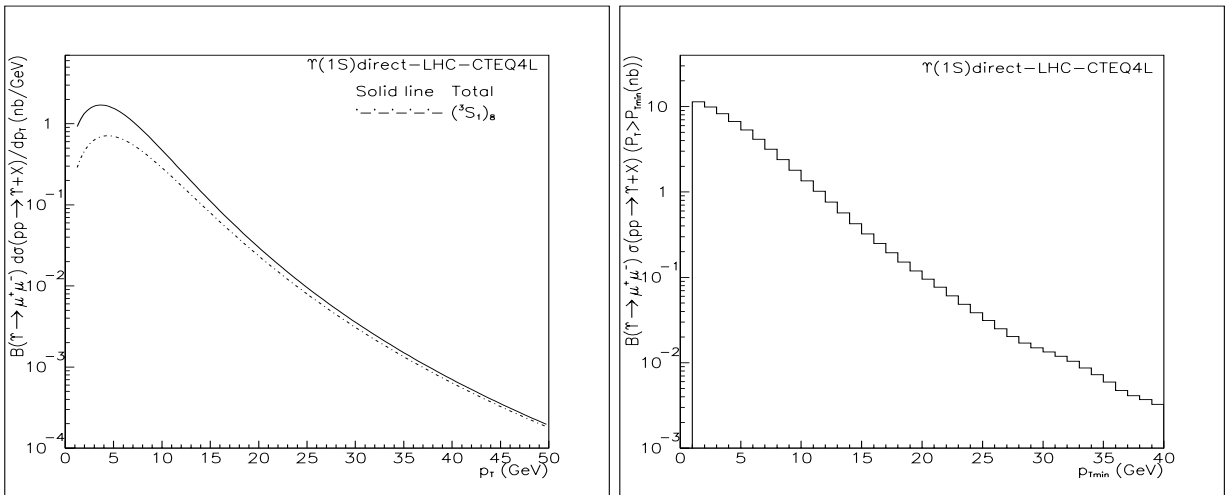 ϒ(1S)direct−LHC−CTEQ4L
Solid line Total
(³S₁)₈
B(ϒ→μ⁺μ⁻) dσ(pp→ϒ+X)/dp_T (nb/GeV)
1
10⁻¹
10⁻²
10⁻³
10⁻⁴
0 5 10 15 20 25 30 35 40 45 50
p_T (GeV)
ϒ(1S)direct−LHC−CTEQ4L
B(ϒ→μ⁺μ⁻) σ(pp→ϒ+X) (P_T>P_Tmin(nb))
10
1
10⁻¹
10⁻²
10⁻³
0 5 10 15 20 25 30 35 40
p_Tmin (GeV)